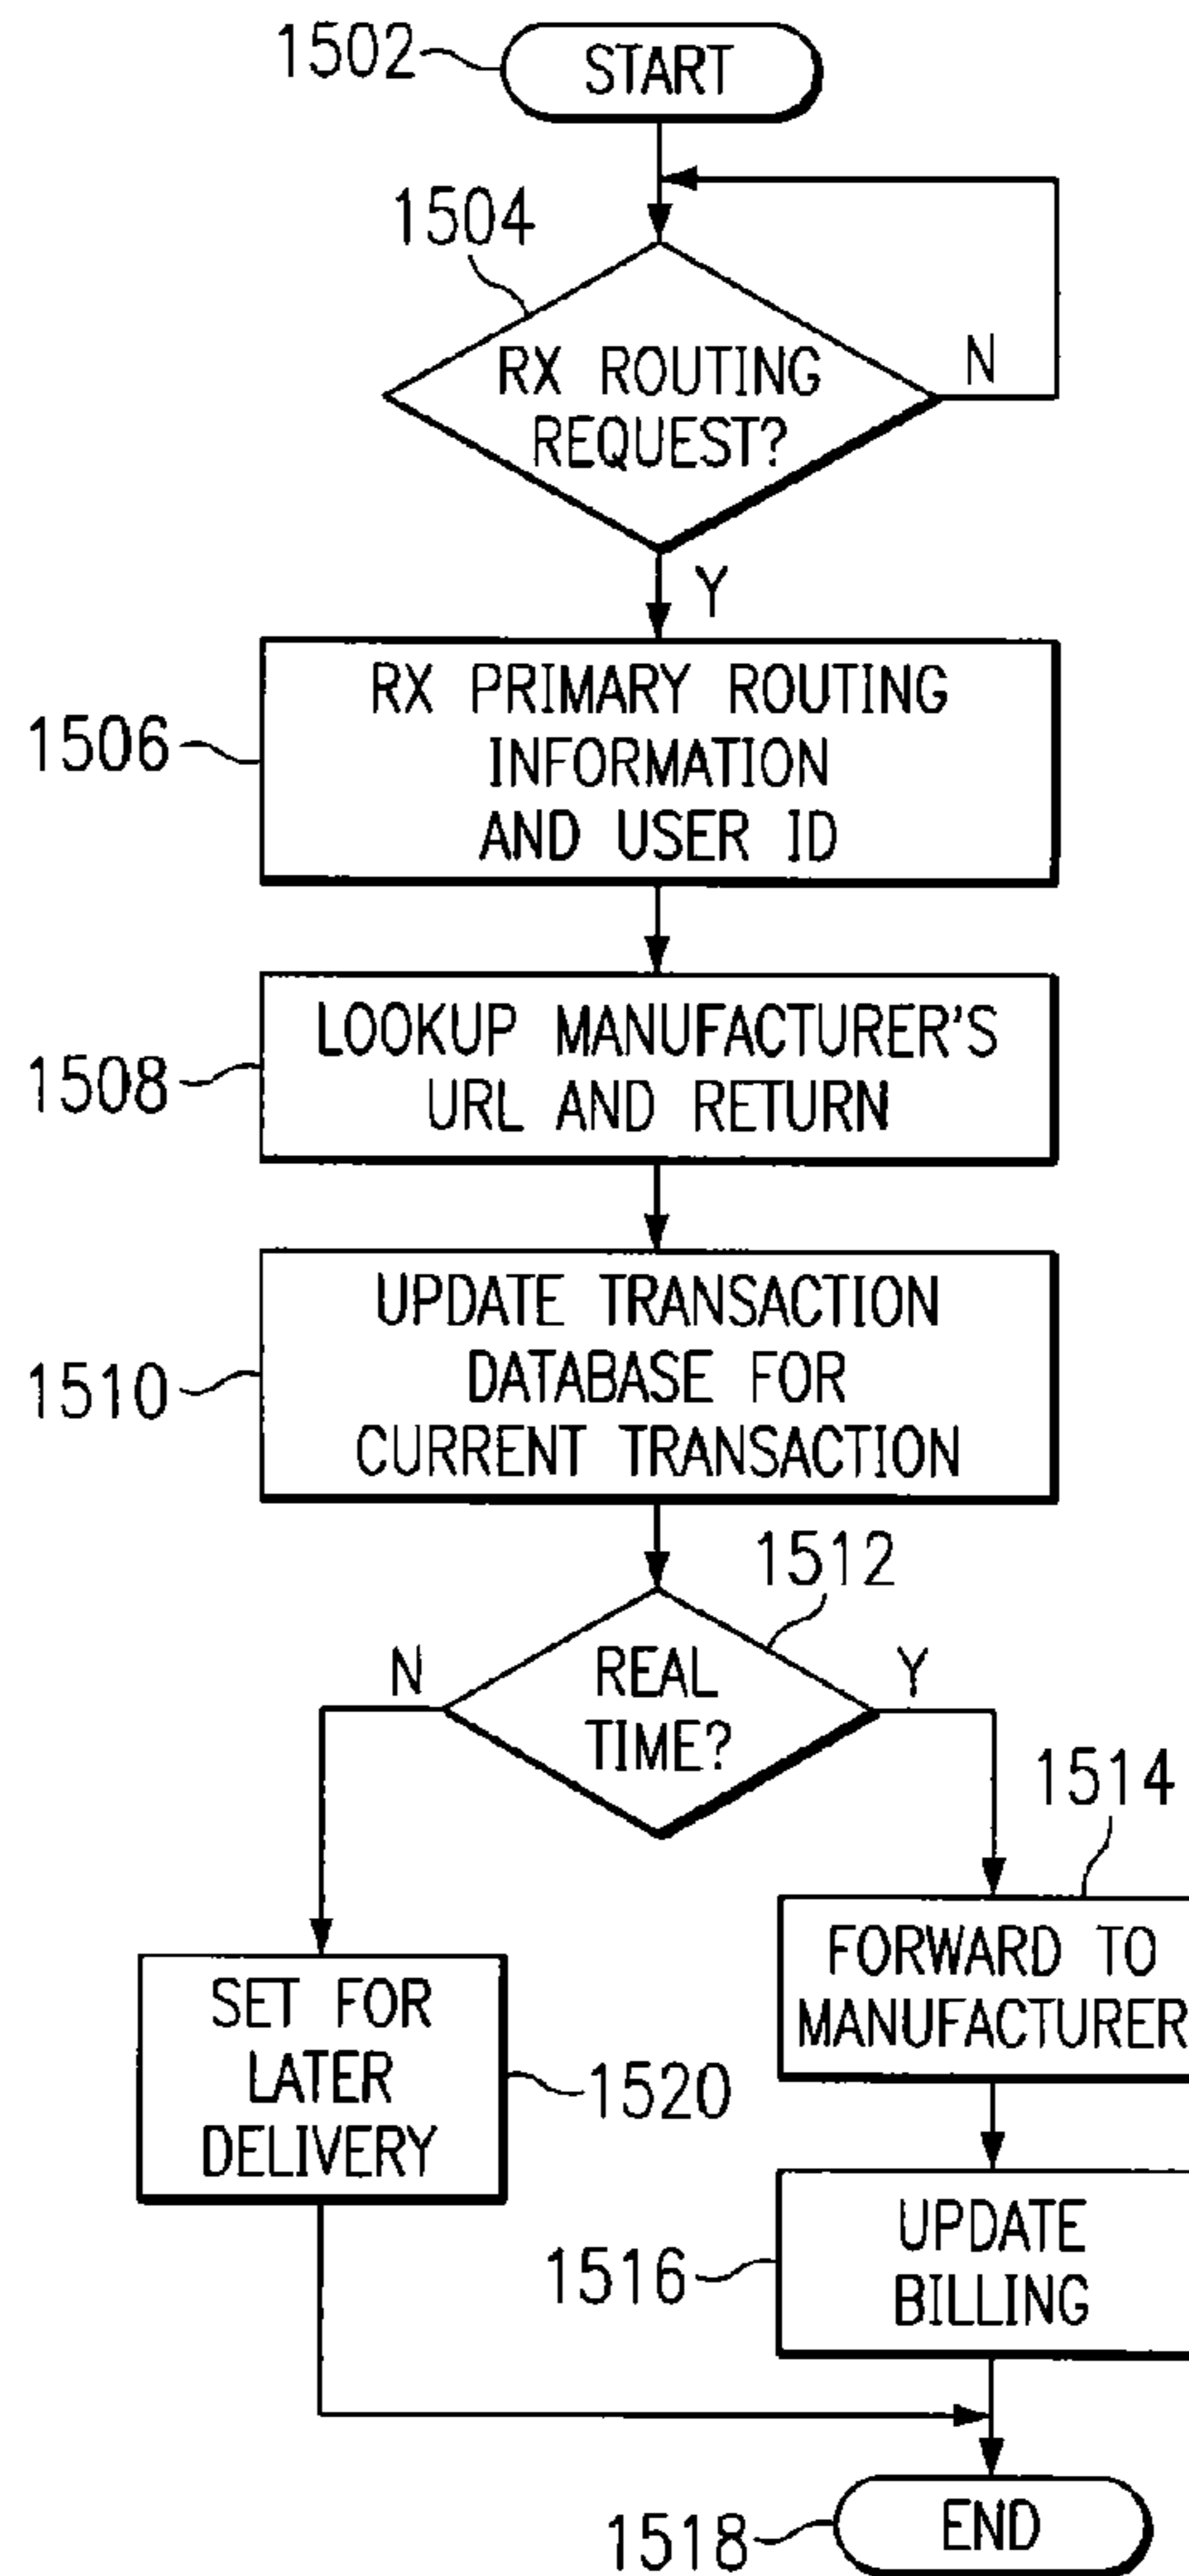 1502
START
1504
RX ROUTING
REQUEST?
N
Y
1506
RX PRIMARY ROUTING
INFORMATION
AND USER ID
1508
LOOKUP MANUFACTURER'S
URL AND RETURN
1510
UPDATE TRANSACTION
DATABASE FOR
CURRENT TRANSACTION
1512
N
REAL
TIME?
Y
1514
FORWARD TO
MANUFACTURER
SET FOR
LATER
DELIVERY
1520
1516
UPDATE
BILLING
1518
END